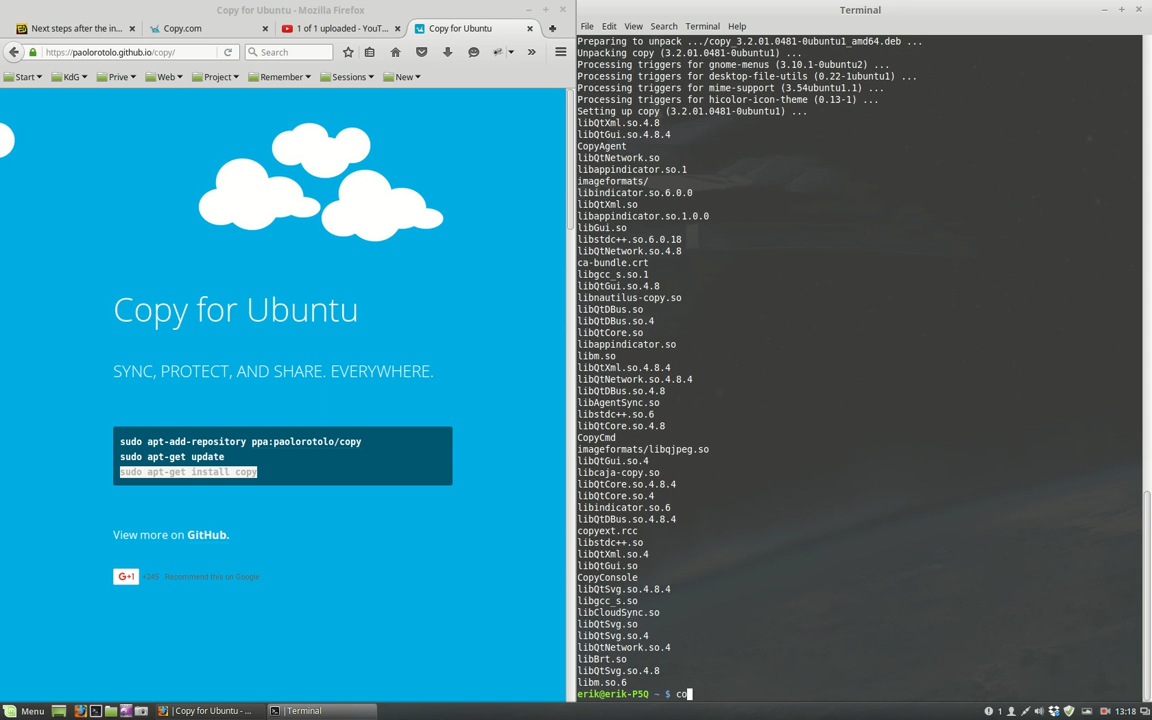 Copy for Ubuntu - Mozilla Firefox
Next steps after the in...
Copy.com
1 of 1 uploaded - YouT...
Copy for Ubuntu
https://paolorotolo.github.io/copy/
Search
Start
KdG
Prive
Web
Project
Remember
Sessions
New
Copy for Ubuntu
SYNC, PROTECT, AND SHARE. EVERYWHERE.
sudo apt-add-repository ppa:paolorotolo/copy
sudo apt-get update
sudo apt-get install copy
View more on GitHub.
G+1 +245 Recommend this on Google
Terminal
File Edit View Search Terminal Help
Preparing to unpack .../copy_3.2.01.0481-0ubuntu1_amd64.deb ...
Unpacking copy (3.2.01.0481-0ubuntu1) ...
Processing triggers for gnome-menus (3.10.1-0ubuntu2) ...
Processing triggers for desktop-file-utils (0.22-1ubuntu1) ...
Processing triggers for mime-support (3.54ubuntu1.1) ...
Processing triggers for hicolor-icon-theme (0.13-1) ...
Setting up copy (3.2.01.0481-0ubuntu1) ...
libQtXml.so.4.8
libQtGui.so.4.8.4
CopyAgent
libQtNetwork.so
libappindicator.so.1
imageformats/
libindicator.so.6.0.0
libQtXml.so
libappindicator.so.1.0.0
libGui.so
libstdc++.so.6.0.18
libQtNetwork.so.4.8
ca-bundle.crt
libgcc_s.so.1
libQtGui.so.4.8
libnautilus-copy.so
libQtDBus.so
libQtDBus.so.4
libQtCore.so
libappindicator.so
libm.so
libQtXml.so.4.8.4
libQtNetwork.so.4.8.4
libQtDBus.so.4.8
libAgentSync.so
libstdc++.so.6
libQtCore.so.4.8
CopyCmd
imageformats/libqjpeg.so
libQtGui.so.4
libcaja-copy.so
libQtCore.so.4.8.4
libQtCore.so.4
libindicator.so.6
libQtDBus.so.4.8.4
copyext.rcc
libstdc++.so
libQtXml.so.4
libQtGui.so
CopyConsole
libQtSvg.so.4.8.4
libgcc_s.so
libCloudSync.so
libQtSvg.so
libQtSvg.so.4
libQtNetwork.so.4
libBrt.so
libQtSvg.so.4.8
libm.so.6
erik@erik-P5Q ~ $ co
Menu
[Copy for Ubuntu - ...
[Terminal
1
13:18